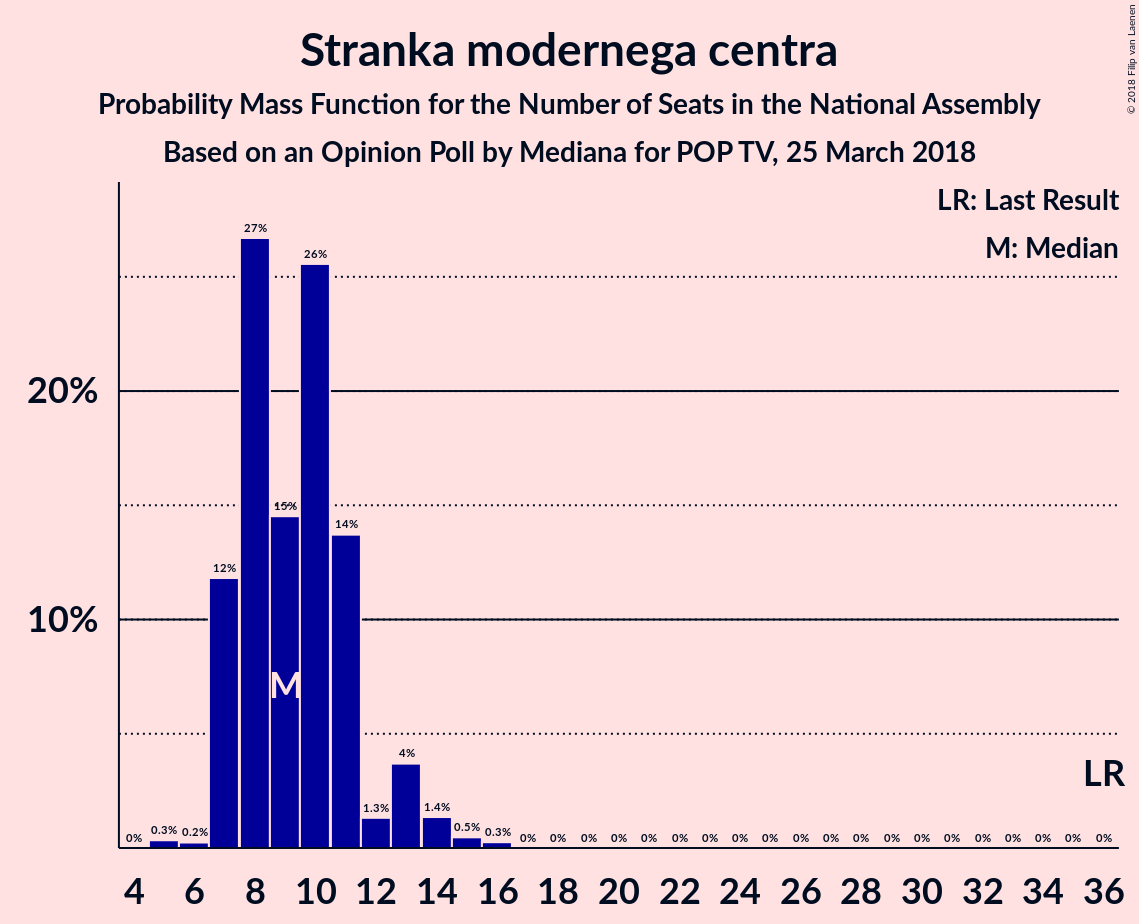 Stranka modernega centra
Probability Mass Function for the Number of Seats in the National Assembly
Based on an Opinion Poll by Mediana for POP TV, 25 March 2018
© 2018 Filip van Laenen
LR: Last Result
M: Median
27%
26%
20%
15%
14%
12%
10%
M
4%
LR
0% 0.3% 0.2% 1.3% 1.4% 0.5% 0.3% 0% 0% 0% 0% 0% 0% 0% 0% 0% 0% 0% 0% 0% 0% 0% 0% 0% 0% 0% 0%
4 6 8 10 12 14 16 18 20 22 24 26 28 30 32 34 36